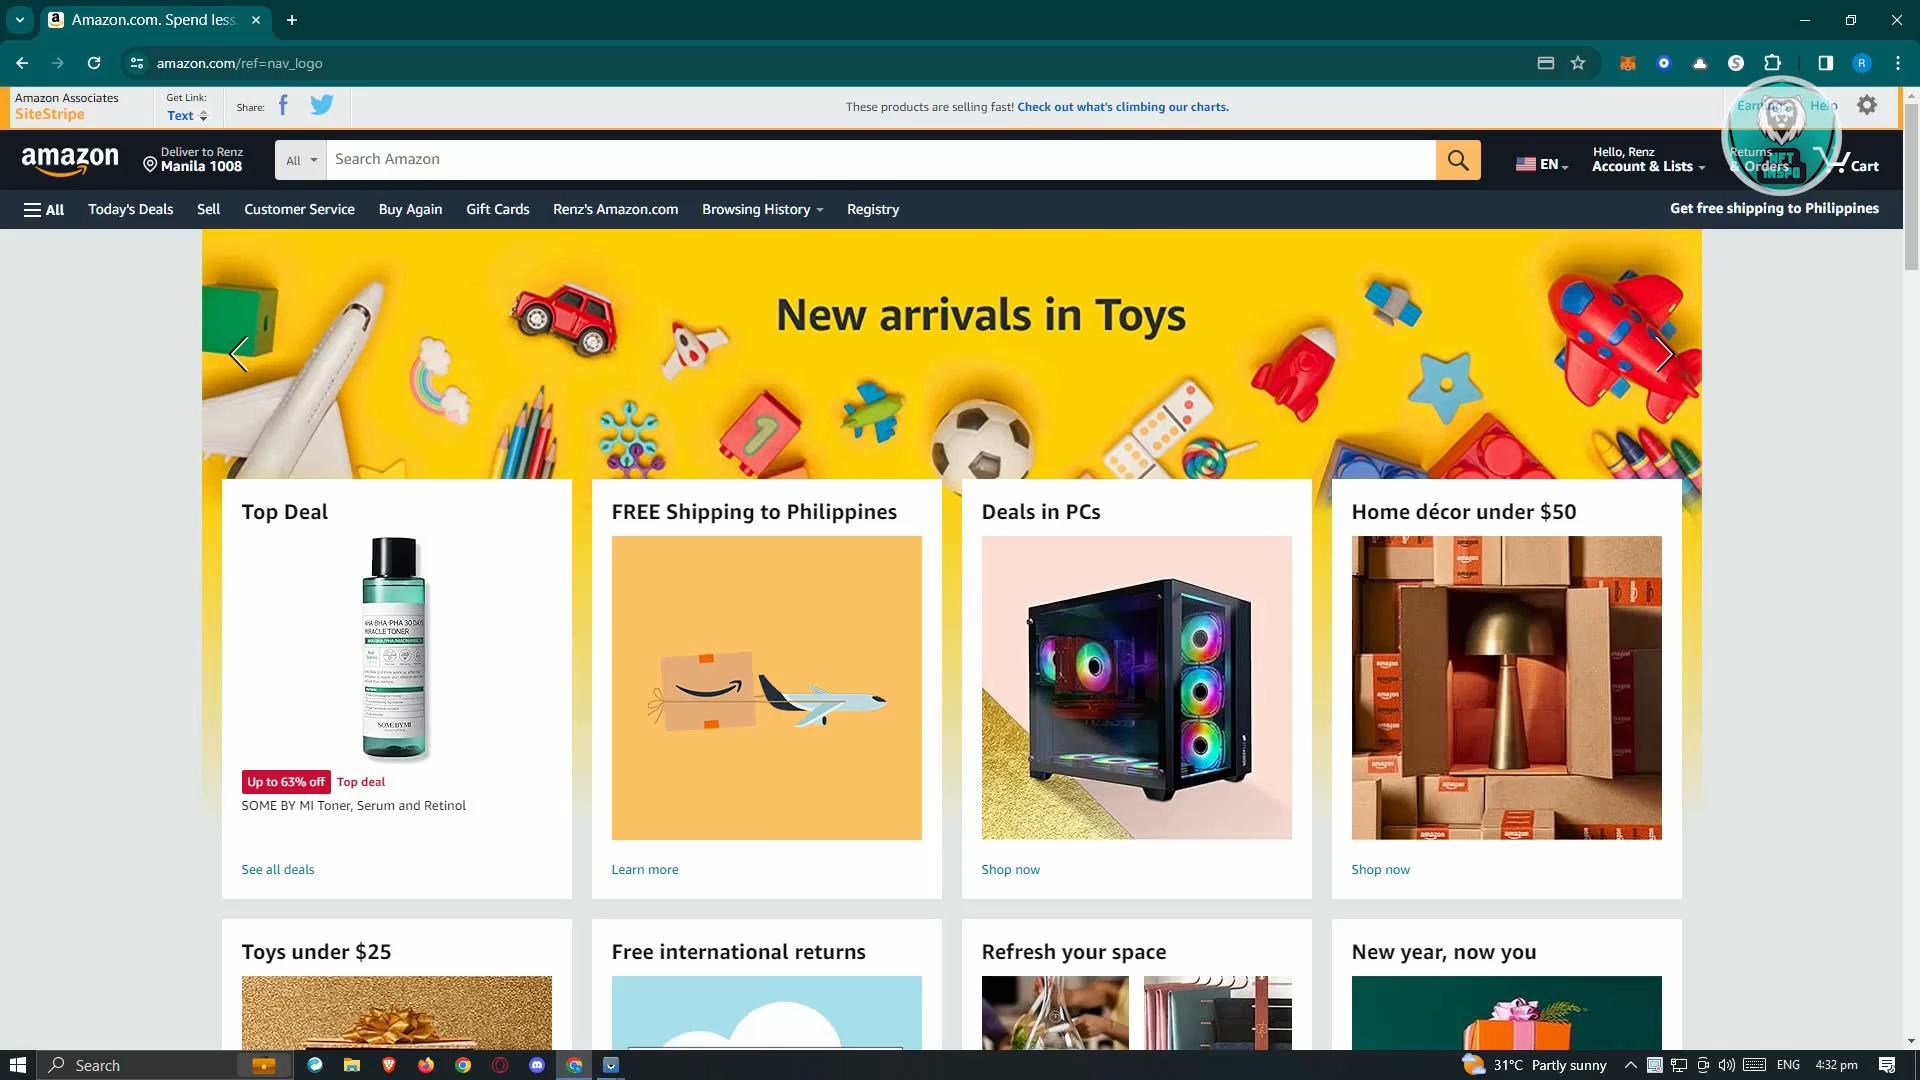 Amazon.com. Spend less.
amazon.com/ref=nav_logo
R
Amazon Associates
SiteStripe
Get Link:
Text
Share:
These products are selling fast! Check out what's climbing our charts.
Earnings
Help
amazon
Deliver to Renz
Manila 1008
All
Search Amazon
EN
Hello, Renz
Account & Lists
Returns
& Orders
NFT
INSPO
Cart
All
Today's Deals
Sell
Customer Service
Buy Again
Gift Cards
Renz's Amazon.com
Browsing History
Registry
Get free shipping to Philippines
New arrivals in Toys
1
Top Deal
AHA·BHA·PHA 30 DAYS
MIRACLE TONER
SOME BY MI
Up to 63% off
Top deal
SOME BY MI Toner, Serum and Retinol
See all deals
FREE Shipping to Philippines
Learn more
Deals in PCs
Shop now
Home décor under $50
amazon
amazon
Shop now
Toys under $25
Free international returns
Refresh your space
New year, now you
Search
31°C Partly sunny
ENG
4:32 pm